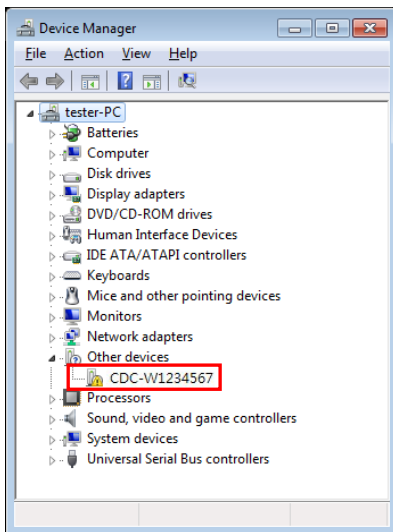 Device Manager
File Action View Help
tester-PC
Batteries
Computer
Disk drives
Display adapters
DVD/CD-ROM drives
Human Interface Devices
IDE ATA/ATAPI controllers
Keyboards
Mice and other pointing devices
Monitors
Network adapters
Other devices
CDC-W1234567
Processors
Sound, video and game controllers
System devices
Universal Serial Bus controllers